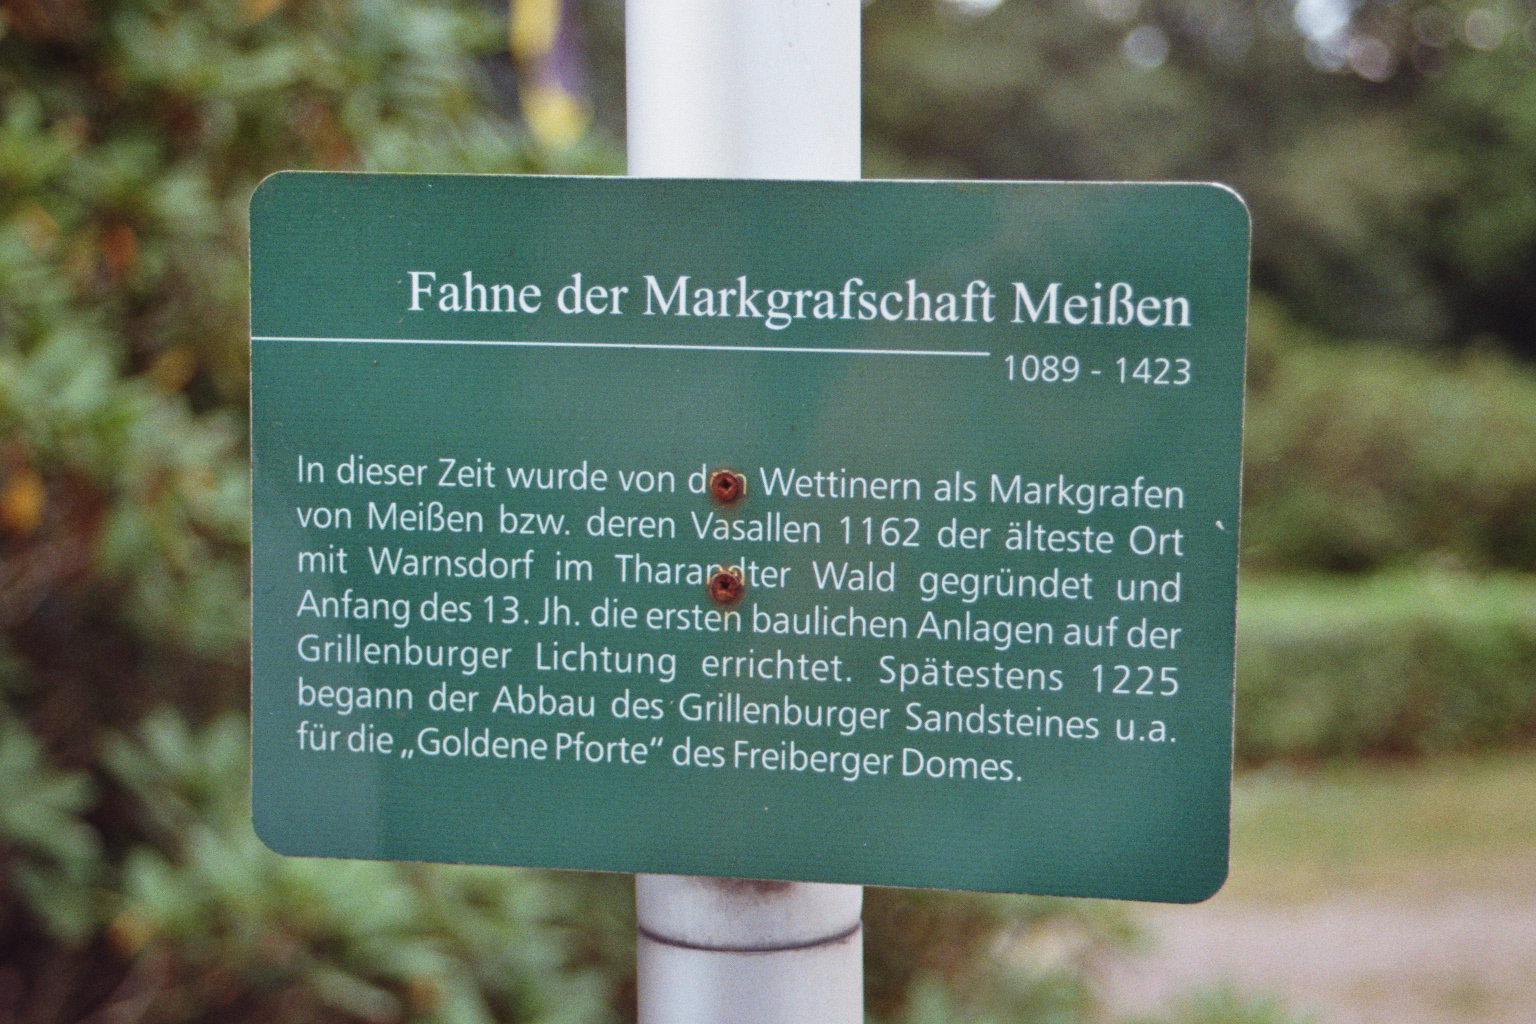 Fahne der Markgrafschaft Meißen
1089 - 1423
In dieser Zeit wurde von den Wettinern als Markgrafen
von Meißen bzw. deren Vasallen 1162 der älteste Ort
mit Warnsdorf im Tharandter Wald gegründet und
Anfang des 13. Jh. die ersten baulichen Anlagen auf der
Grillenburger Lichtung errichtet. Spätestens 1225
begann der Abbau des Grillenburger Sandsteines u.a.
für die „Goldene Pforte“ des Freiberger Domes.